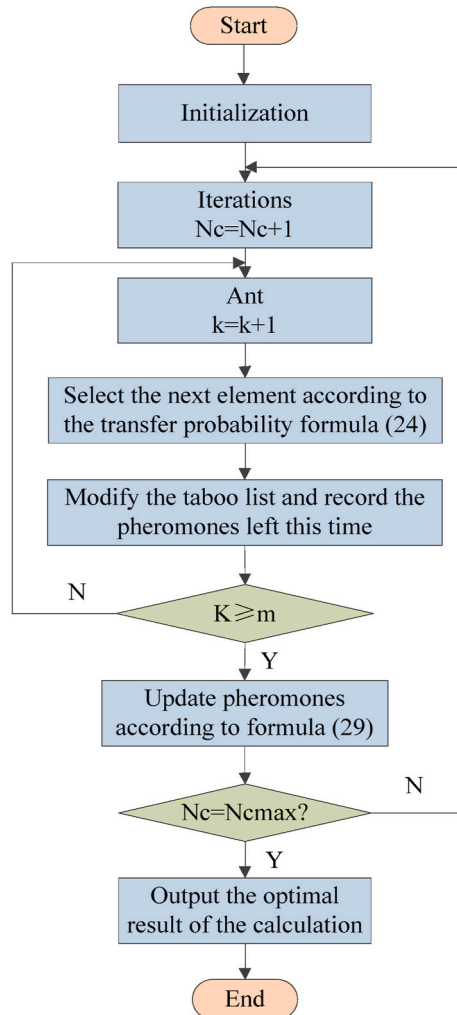 Start
Initialization
Iterations
Nc=Nc+1
Ant
k=k+1
Select the next element according to
the transfer probability formula (24)
Modify the taboo list and record the
pheromones left this time
N
K⩾m
Y
Update pheromones
according to formula (29)
Nc=Ncmax?
N
Y
Output the optimal
result of the calculation
End